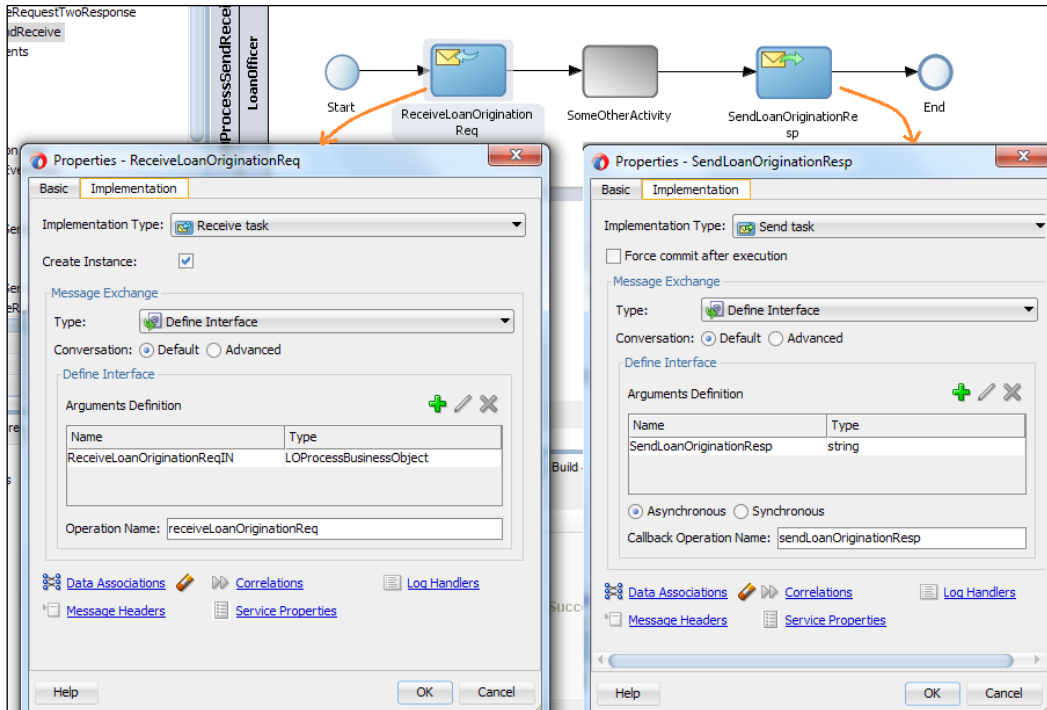 eRequestTwoResponse
ndReceive
ents
ProcessSendRecei
LoanOfficer
Start
ReceiveLoanOrigination
Req
SomeOtherActivity
SendLoanOriginationRe
sp
End
Properties - ReceiveLoanOriginationReq
Basic
Implementation
Implementation Type:
Receive task
Create Instance:
Message Exchange
Type:
Define Interface
Conversation:
Default
Advanced
Define Interface
Arguments Definition
Name
Type
ReceiveLoanOriginationReqIN
LOProcessBusinessObject
Operation Name:
receiveLoanOriginationReq
Data Associations
Correlations
Log Handlers
Message Headers
Service Properties
Help
OK
Cancel
Build
Succ
Properties - SendLoanOriginationResp
Basic
Implementation
Implementation Type:
Send task
Force commit after execution
Message Exchange
Type:
Define Interface
Conversation:
Default
Advanced
Define Interface
Arguments Definition
Name
Type
SendLoanOriginationResp
string
Asynchronous
Synchronous
Callback Operation Name:
sendLoanOriginationResp
Data Associations
Correlations
Log Handlers
Message Headers
Service Properties
Help
OK
Cancel